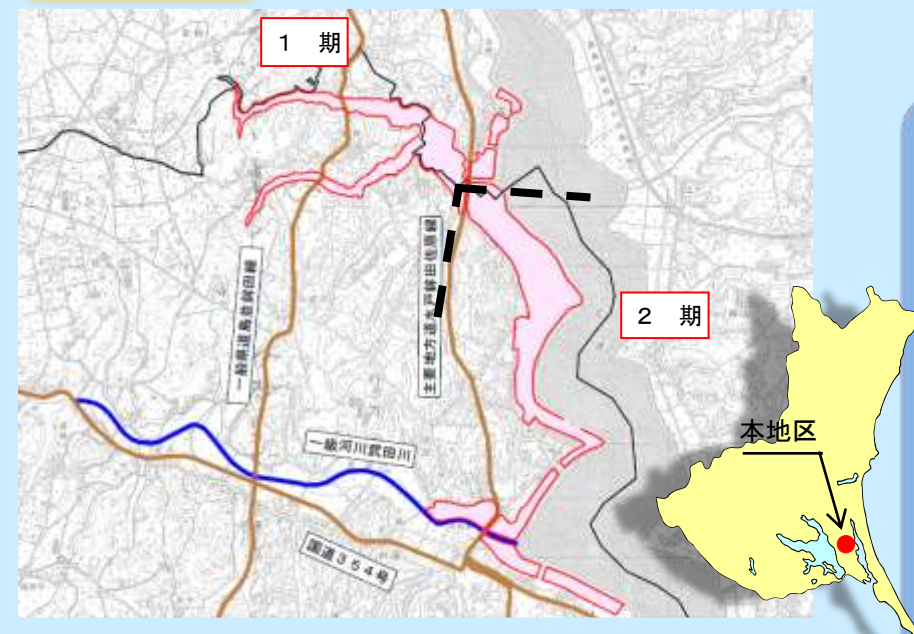 １　期
２　期
一般県道島並鉾田線
主要地方道水戸鉾田佐原線
一級河川武田川
国道３５４号
本地区